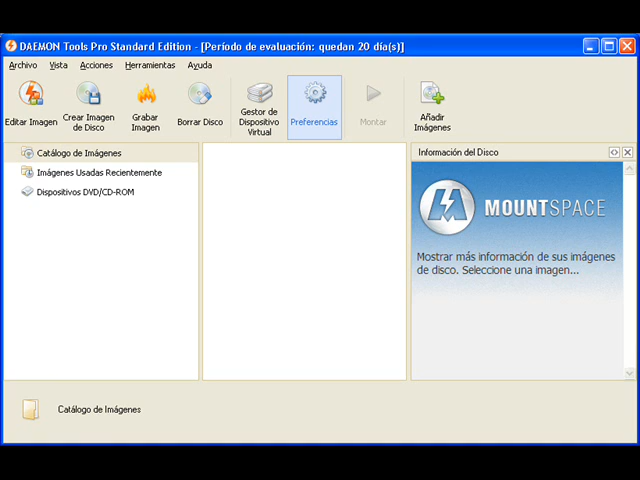 DAEMON Tools Pro Standard Edition - [Período de evaluación: quedan 20 día(s)]
Archivo Vista Acciones Herramientas Ayuda
Editar Imagen
Crear Imagen
de Disco
Grabar
Imagen
Borrar Disco
Gestor de
Dispositivo
Virtual
Preferencias
Montar
Añadir
Imágenes
Catálogo de Imágenes
Imágenes Usadas Recientemente
Dispositivos DVD/CD-ROM
Información del Disco
MOUNTSPACE
Mostrar más información de sus imágenes
de disco. Seleccione una imagen...
Catálogo de Imágenes